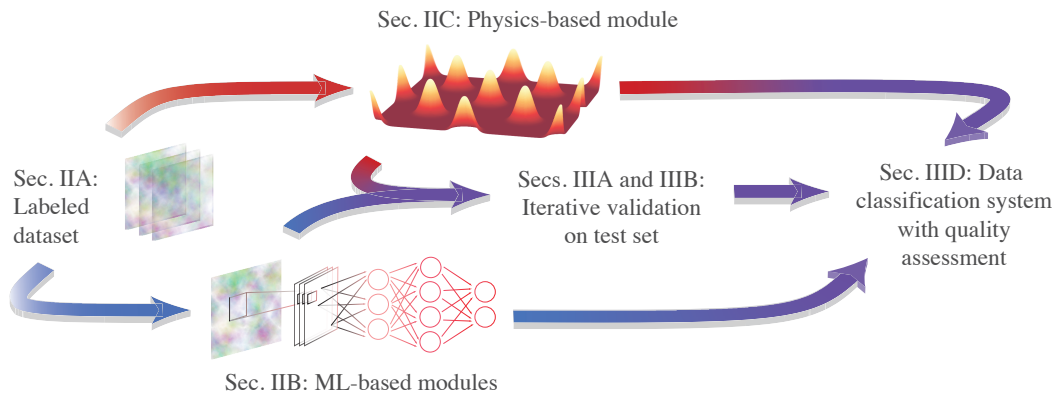 Sec. IIC: Physics-based module
Sec. IIA:
Labeled
dataset
Secs. IIIA and IIIB:
Iterative validation
on test set
Sec. IIID: Data
classification system
with quality
assessment
Sec. IIB: ML-based modules